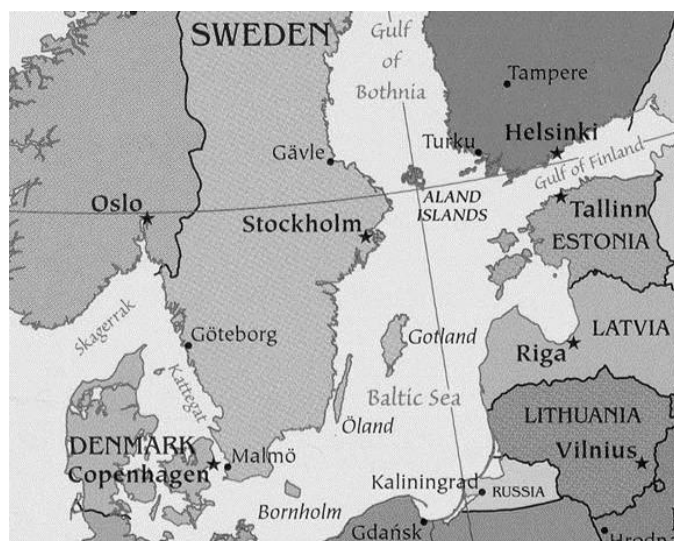 SWEDEN
Gulf
of
Bothnia
Tampere
Gävle
Turku
Helsinki
Gulf of Finland
Oslo
ALAND
ISLANDS
Tallinn
Stockholm
ESTONIA
Skagerrak
Göteborg
Gotland
LATVIA
Riga
Kattegat
Baltic Sea
LITHUANIA
Öland
DENMARK
Vilnius
Copenhagen
Malmö
Kaliningrad
RUSSIA
Bornholm
Gdańsk
Hrodna